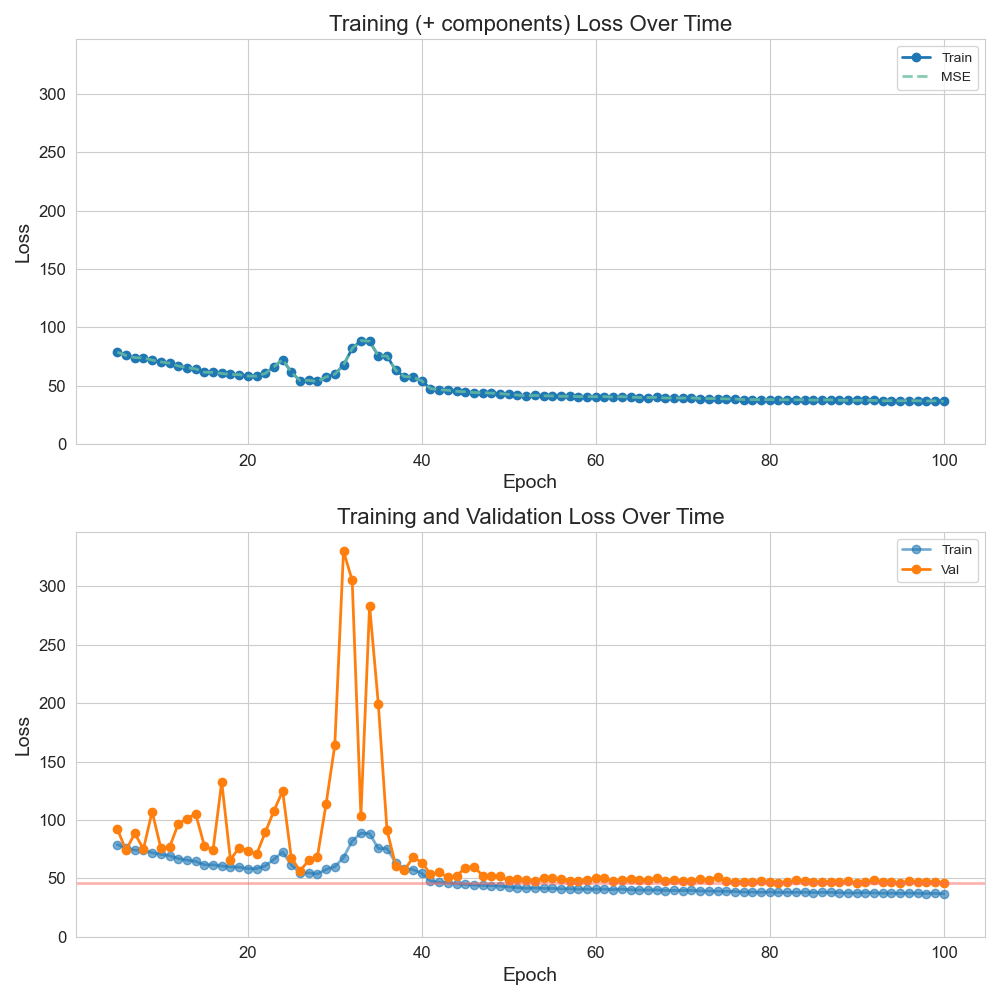 Training (+ components) Loss Over Time
Train
MSE
300
250
200
150
100
50
0
Loss
20 40 60 80 100
Epoch
Training and Validation Loss Over Time
Train
Val
300
250
200
150
100
50
0
Loss
20 40 60 80 100
Epoch